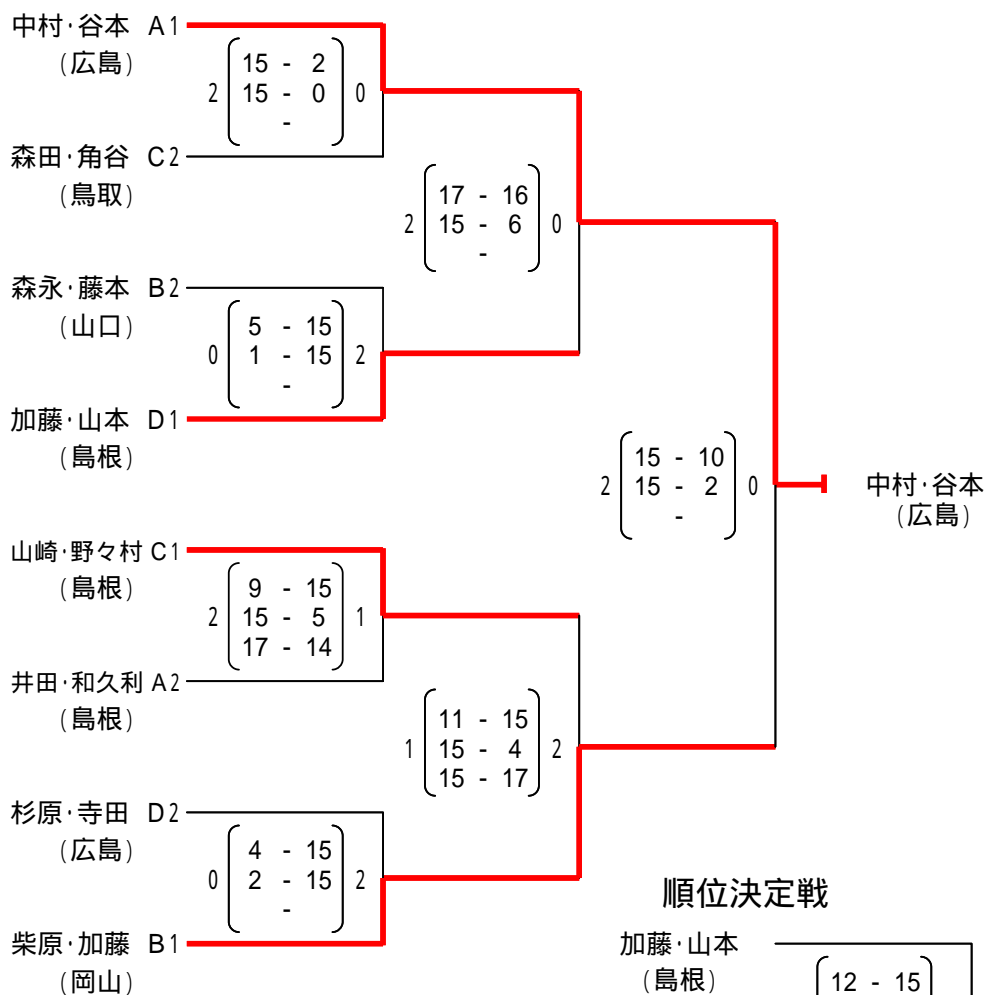 中村・谷本 A1
(広島)
2 15 - 2 0
15 - 0
-
森田・角谷 C2
(鳥取)
2 17 - 16 0
15 - 6
-
森永・藤本 B2
(山口)
0 5 - 15 2
1 - 15
-
加藤・山本 D1
(島根)
2 15 - 10 0
15 - 2
-
中村・谷本
(広島)
山崎・野々村 C1
(島根)
2 9 - 15 1
15 - 5
17 - 14
井田・和久利 A2
(島根)
1 11 - 15 2
15 - 4
15 - 17
杉原・寺田 D2
(広島)
0 4 - 15 2
2 - 15
-
柴原・加藤 B1
(岡山)
順位決定戦
加藤・山本
(島根)
12 - 15